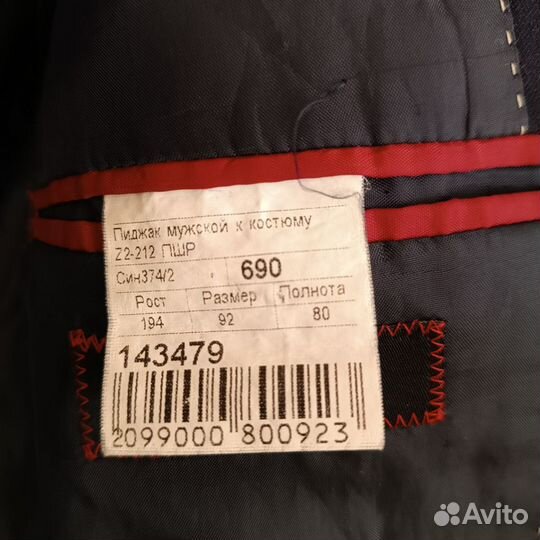 Пиджак мужской к костюму
Z2-212 ПШР
Син374/2 690
Рост Размер Полнота
194 92 80
143479
2099000 800923
Avito